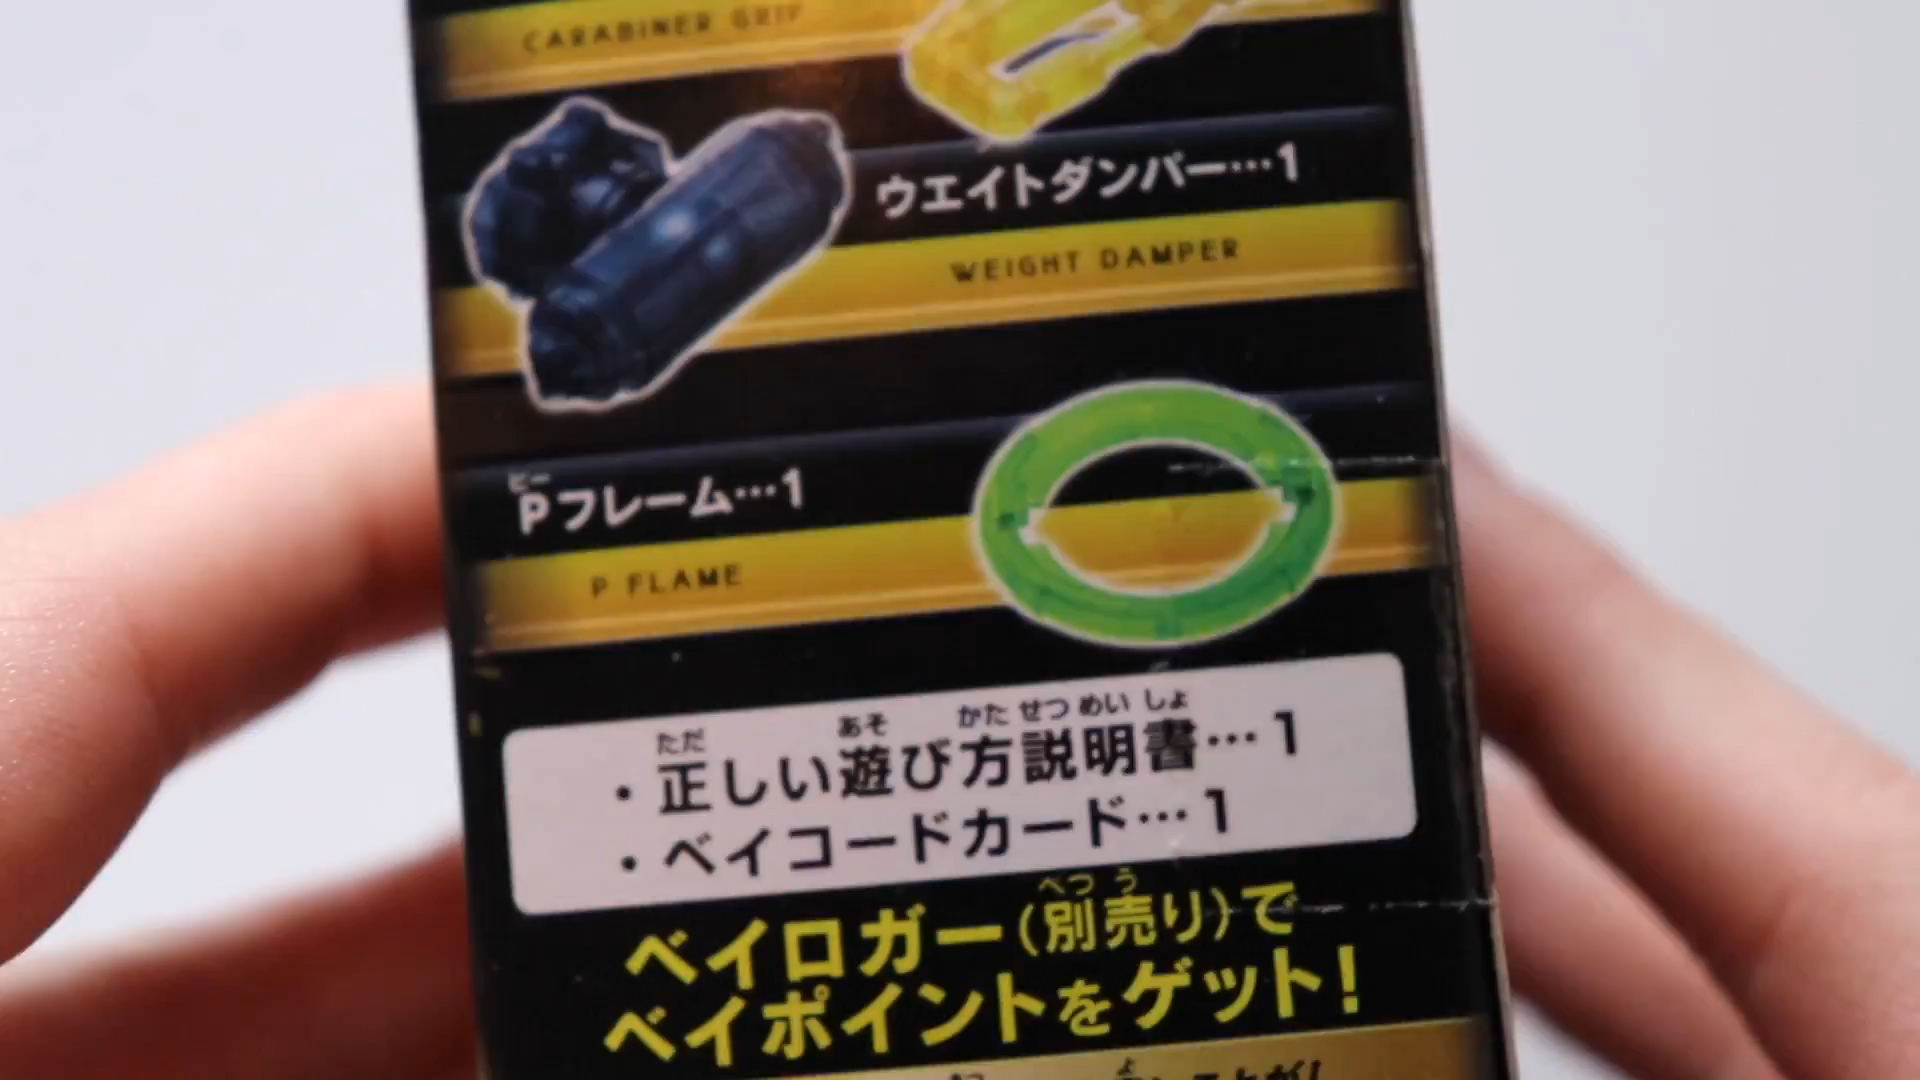 CARABINER GRIP
ウエイトダンパー…1
WEIGHT DAMPER
ピー
Pフレーム…1
P FLAME
ただ あそ かた せつ めい しょ
・正しい遊び方説明書…1
・ベイコードカード…1
べつ う
ベイロガー(別売り)で
ベイポイントをゲット!